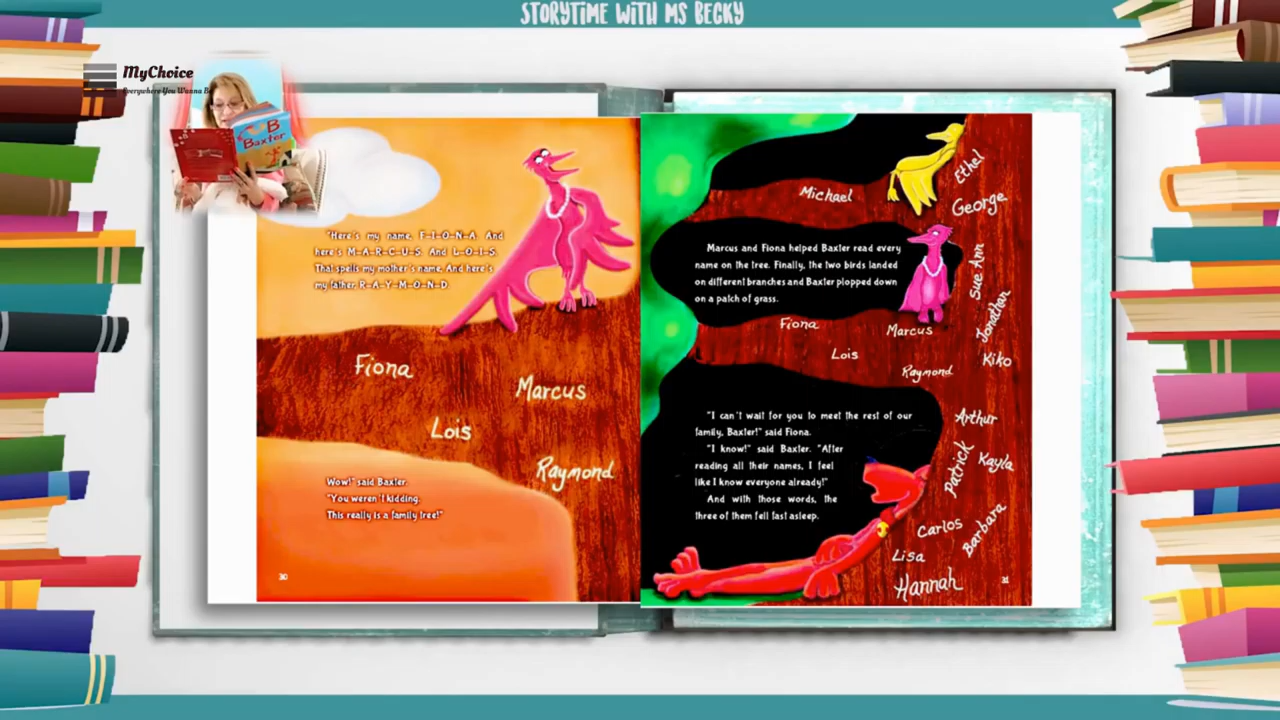 STORYTIME WITH MS BECKY
MyChoice
Everywhere You Wanna B
B
Baxter
"Here's my name, F-I-O-N-A. And
here's M-A-R-C-U-S. And L-O-I-S.
That spells my mother's name. And here's
my father R-A-Y-M-O-N-D.
Fiona
Marcus
Lois
Raymond
Wow!" said Baxter.
"You weren't kidding.
This really is a family tree!"
30
Michael
Ethel
George
Marcus and Fiona helped Baxter read every
name on the tree. Finally, the two birds landed
on different branches and Baxter plopped down
on a patch of grass.
Sue Ann
Jonathan
Fiona
Marcus
Lois
Kiko
Raymond
"I can't wait for you to meet the rest of our
family, Baxter!" said Fiona.
"I know!" said Baxter. "After
reading all their names, I feel
like I know everyone already!"
And with those words, the
three of them fell fast asleep.
Arthur
Patrick
Kayla
Carlos
Barbara
Lisa
Hannah
31